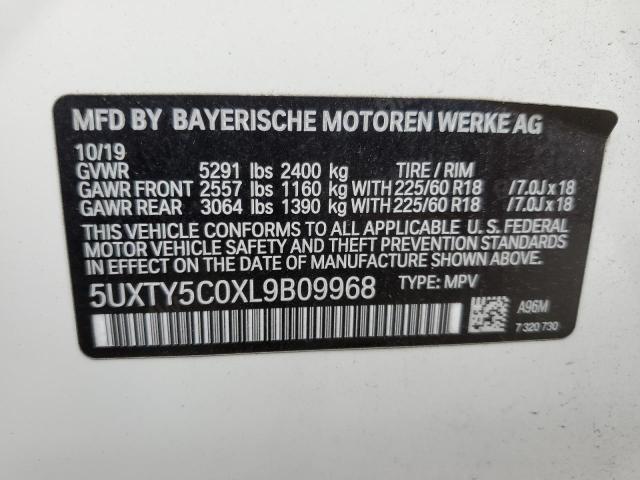 MFD BY BAYERISCHE MOTOREN WERKE AG
10/19
GVWR 5291 lbs 2400 kg TIRE / RIM
GAWR FRONT 2557 lbs 1160 kg WITH 225/60 R18 /7.0J x 18
GAWR REAR 3064 lbs 1390 kg WITH 225/60 R18 /7.0J x 18
THIS VEHICLE CONFORMS TO ALL APPLICABLE U. S. FEDERAL
MOTOR VEHICLE SAFETY AND THEFT PREVENTION STANDARDS
IN EFFECT ON THE DATE OF MANUFACTURE SHOWN ABOVE.
5UXTY5C0XL9B09968 TYPE: MPV
A96M
7 320 730